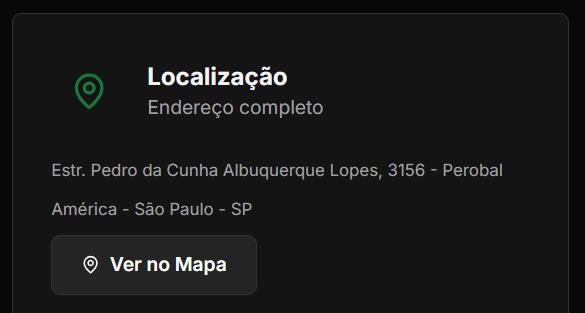 Localização
Endereço completo
Estr. Pedro da Cunha Albuquerque Lopes, 3156 - Perobal
América - São Paulo - SP
Ver no Mapa